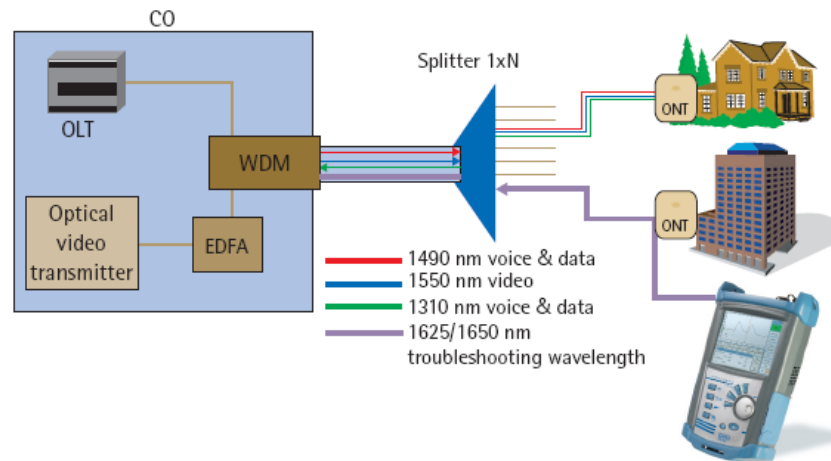 CO
OLT
WDM
Optical
video
transmitter
EDFA
Splitter 1xN
ONT
ONT
1490 nm voice & data
1550 nm video
1310 nm voice & data
1625/1650 nm
troubleshooting wavelength